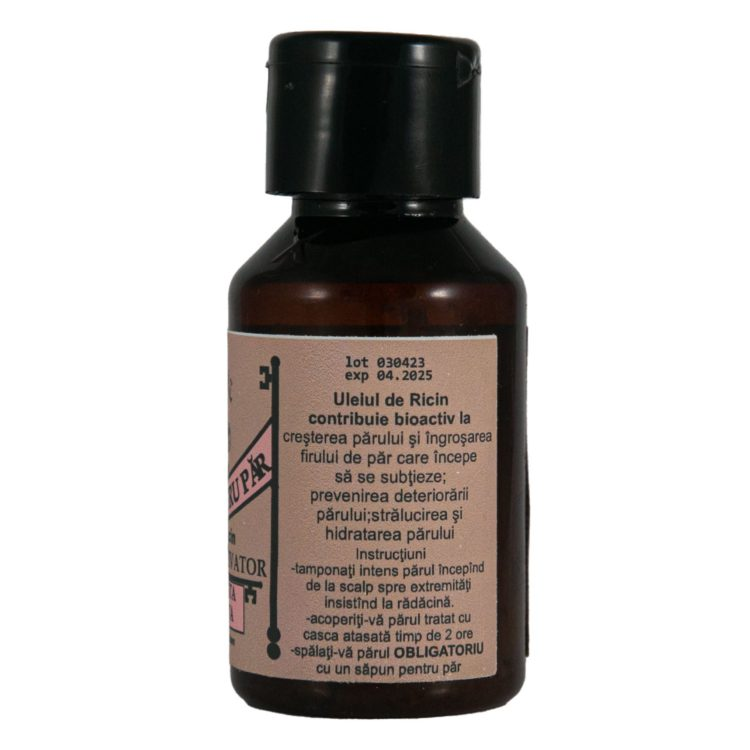 lot 030423
exp 04.2025
Uleiul de Ricin
contribuie bioactiv la
creşterea părului şi îngroşarea
firului de păr care începe
să se subţieze;
prevenirea deteriorării
părului;strălucirea şi
hidratarea părului
Instrucţiuni
-tamponaţi intens părul începînd
de la scalp spre extremităţi
insistînd la rădăcină.
-acoperiţi-vă părul tratat cu
casca atasată timp de 2 ore
-spălaţi-vă părul OBLIGATORIU
cu un săpun pentru păr
PĂR